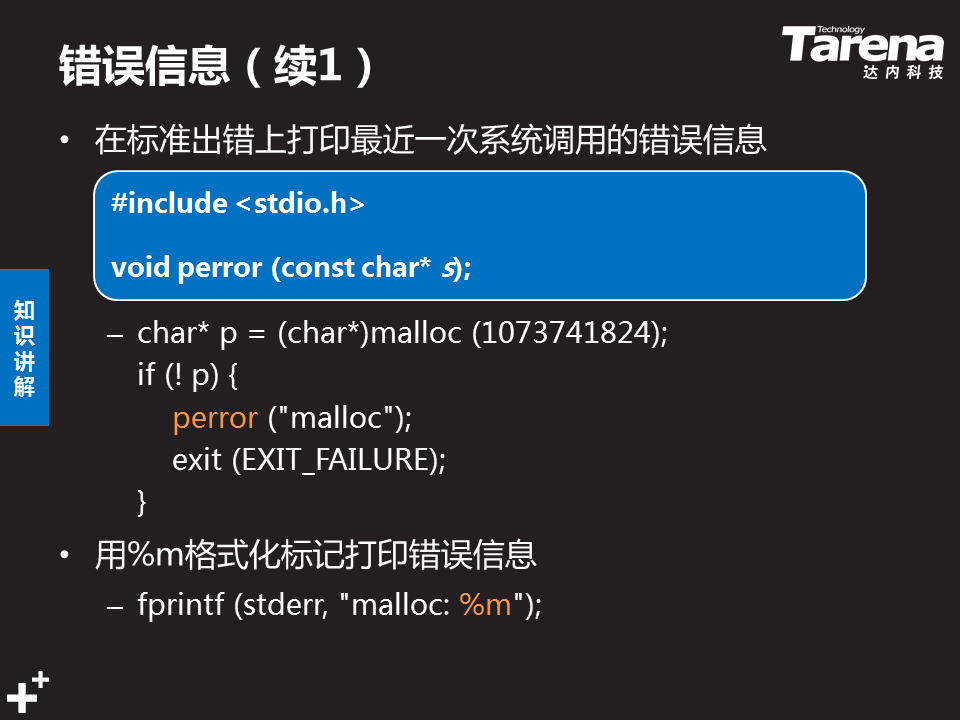 错误信息（续1）
Technology
Tarena
达内科技
• 在标准出错上打印最近一次系统调用的错误信息
#include <stdio.h>
void perror (const char* s);
知识讲解
– char* p = (char*)malloc (1073741824);
if (! p) {
perror ("malloc");
exit (EXIT_FAILURE);
}
• 用%m格式化标记打印错误信息
– fprintf (stderr, "malloc: %m");